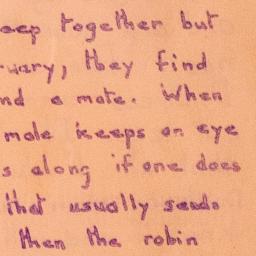 eep together but
ruary, they find
nd a mate. When
male keeps an eye
s along if one does
that usually sends
then the robin